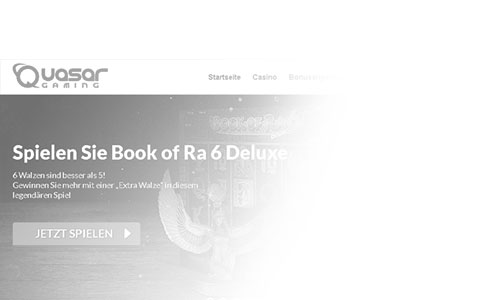 Quasar
GAMING
Startseite Casino
Spielen Sie Book of Ra 6 Deluxe
6 Walzen sind besser als 5!
Gewinnen Sie mehr mit einer „Extra Walze" in diesem
legendären Spiel
JETZT SPIELEN